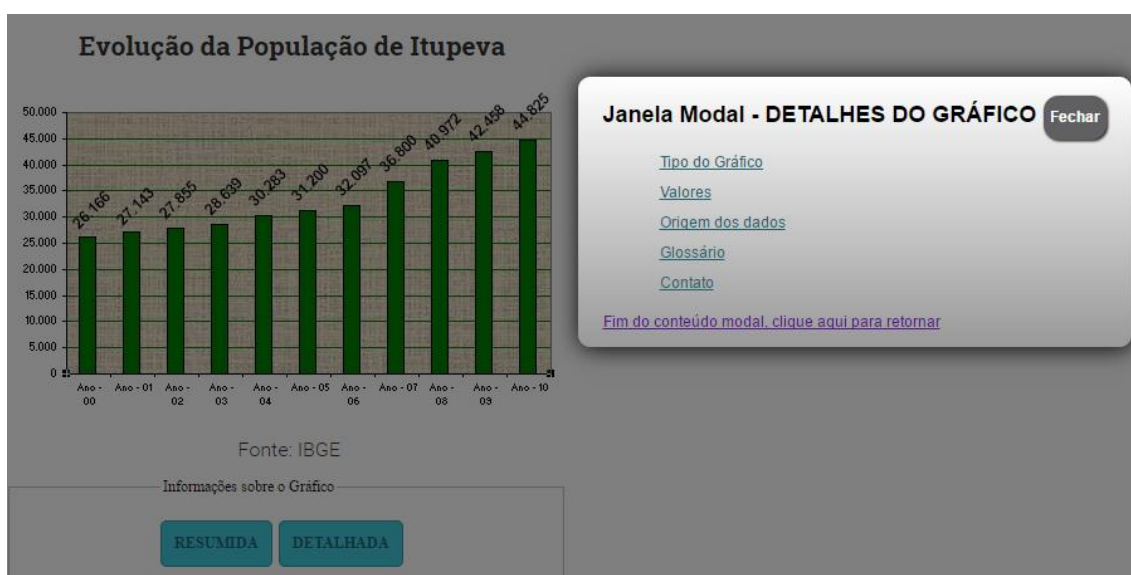 Evolução da População de Itupeva
50.000
45.000
40.000
35.000
30.000
25.000
20.000
15.000
10.000
5.000
0
26.166
27.143
27.855
28.639
30.283
31.200
32.097
36.800
40.972
42.458
44.825
Ano - 00
Ano - 01
Ano - 02
Ano - 03
Ano - 04
Ano - 05
Ano - 06
Ano - 07
Ano - 08
Ano - 09
Ano - 10
Fonte: IBGE
Informações sobre o Gráfico
RESUMIDA
DETALHADA
Janela Modal - DETALHES DO GRÁFICO
Fechar
Tipo do Gráfico
Valores
Origem dos dados
Glossário
Contato
Fim do conteúdo modal, clique aqui para retornar